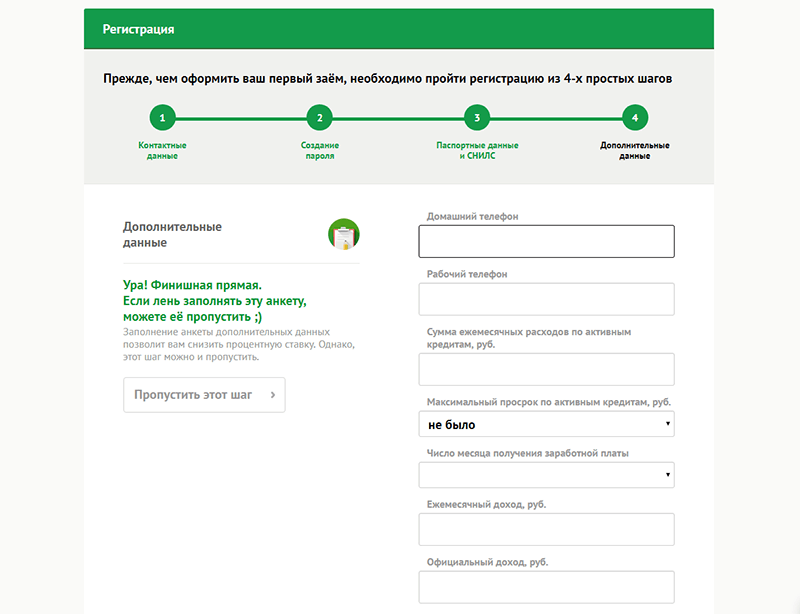 Регистрация
Прежде, чем оформить ваш первый заём, необходимо пройти регистрацию из 4-х простых шагов
1
2
3
4
Контактные
данные
Создание
пароля
Паспортные данные
и СНИЛС
Дополнительные
данные
Дополнительные
данные
Ура! Финишная прямая.
Если лень заполнять эту анкету,
можете её пропустить ;)
Заполнение анкеты дополнительных данных
позволит вам снизить процентную ставку. Однако,
этот шаг можно и пропустить.
Пропустить этот шаг ›
Домашний телефон
Рабочий телефон
Сумма ежемесячных расходов по активным
кредитам, руб.
Максимальный просрок по активным кредитам, руб.
не было
Число месяца получения заработной платы
Ежемесячный доход, руб.
Официальный доход, руб.